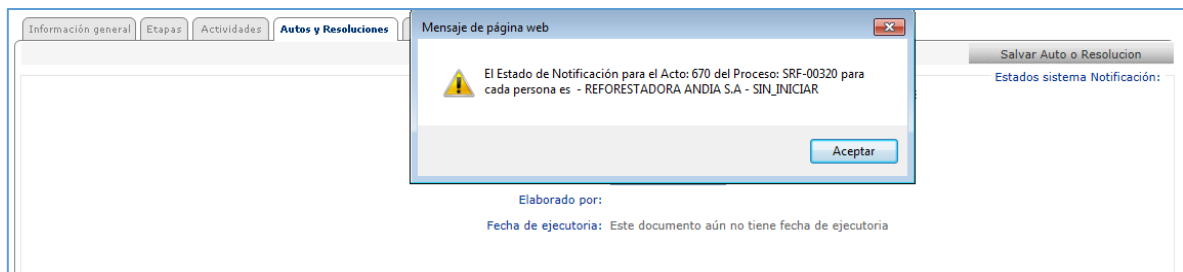 Información general Etapas Actividades Autos y Resoluciones
Mensaje de página web
Salvar Auto o Resolucion
Estados sistema Notificación:
El Estado de Notificación para el Acto: 670 del Proceso: SRF-00320 para
cada persona es - REFORESTADORA ANDIA S.A - SIN_INICIAR
Aceptar
Elaborado por:
Fecha de ejecutoria: Este documento aún no tiene fecha de ejecutoria